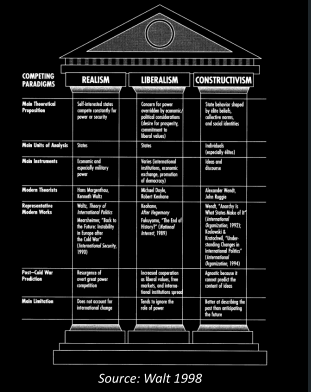 COMPETING
PARADIGMS
REALISM
LIBERALISM
CONSTRUCTIVISM
Main Theoretical
Proposition
Self-interested states
compete constantly for
power or security
Concern for power
overridden by economic/
political considerations
(desire for prosperity,
commitment to
liberal values)
State behavior shaped
by elite beliefs,
collective norms,
and social identities
Main Units of Analysis
States
States
Individuals
(especially elites)
Main Instruments
Economic and
especially military
power
Varies (international
institutions, economic
exchange, promotion
of democracy)
Ideas and
discourse
Modern Theorists
Hans Morgenthau,
Kenneth Waltz
Michael Doyle,
Robert Keohane
Alexander Wendt,
John Ruggie
Representative
Modern Works
Waltz, Theory of
International Politics
Mearsheimer, "Back
to the Future: Instability
in Europe after
the Cold War"
(International Security,
1990)
Keohane,
After Hegemony
Fukuyama, "The End of
History?" (National
Interest, 1989)
Wendt, "Anarchy Is
What States Make of It"
(International
Organization, 1992);
Koslowski &
Kratochwil, "Under-
standing Changes in
International Politics"
(International
Organization, 1994)
Post-Cold War
Prediction
Resurgence of
overt great power
competition
Increased cooperation
as liberal values, free
markets, and interna-
tional institutions spread
Agnostic because it
cannot predict the
content of ideas
Main Limitation
Does not account for
international change
Tends to ignore the
role of power
Better at describing the
past than anticipating
the future
Source: Walt 1998